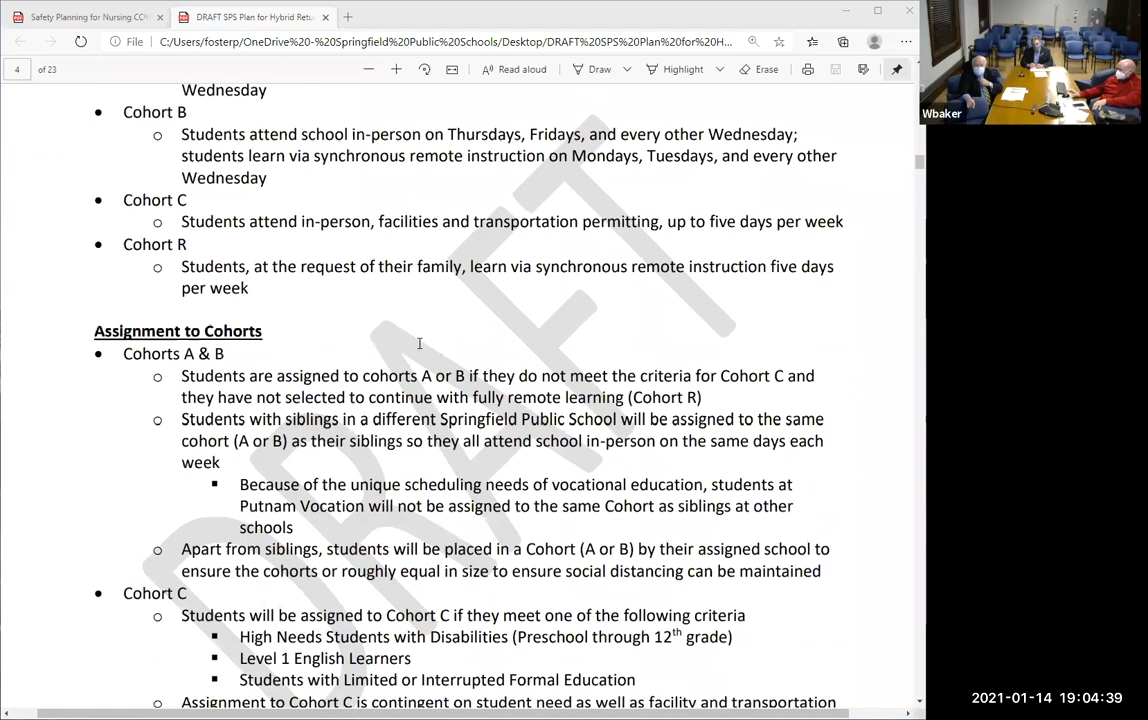 Safety Planning for Nursing CCV
DRAFT SPS Plan for Hybrid Retu
File C:/Users/fosterp/OneDrive%20-%20Springfield%20Public%20Schools/Desktop/DRAFT%20SPS%20Plan%20for%20H...
4 of 23 Read aloud Draw Highlight Erase
Wbaker
Wednesday
• Cohort B
o Students attend school in-person on Thursdays, Fridays, and every other Wednesday;
students learn via synchronous remote instruction on Mondays, Tuesdays, and every other
Wednesday
• Cohort C
o Students attend in-person, facilities and transportation permitting, up to five days per week
• Cohort R
o Students, at the request of their family, learn via synchronous remote instruction five days
per week
Assignment to Cohorts
• Cohorts A & B
o Students are assigned to cohorts A or B if they do not meet the criteria for Cohort C and
they have not selected to continue with fully remote learning (Cohort R)
o Students with siblings in a different Springfield Public School will be assigned to the same
cohort (A or B) as their siblings so they all attend school in-person on the same days each
week
▪ Because of the unique scheduling needs of vocational education, students at
Putnam Vocation will not be assigned to the same Cohort as siblings at other
schools
o Apart from siblings, students will be placed in a Cohort (A or B) by their assigned school to
ensure the cohorts or roughly equal in size to ensure social distancing can be maintained
• Cohort C
o Students will be assigned to Cohort C if they meet one of the following criteria
▪ High Needs Students with Disabilities (Preschool through 12th grade)
▪ Level 1 English Learners
▪ Students with Limited or Interrupted Formal Education
o Assignment to Cohort C is contingent on student need as well as facility and transportation
DRAFT
2021-01-14 19:04:39